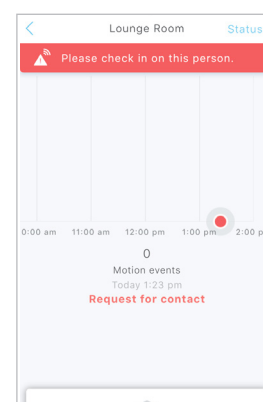 Lounge Room Status
Please check in on this person.
0:00 am 11:00 am 12:00 pm 1:00 pm 2:00 p
0
Motion events
Today 1:23 pm
Request for contact